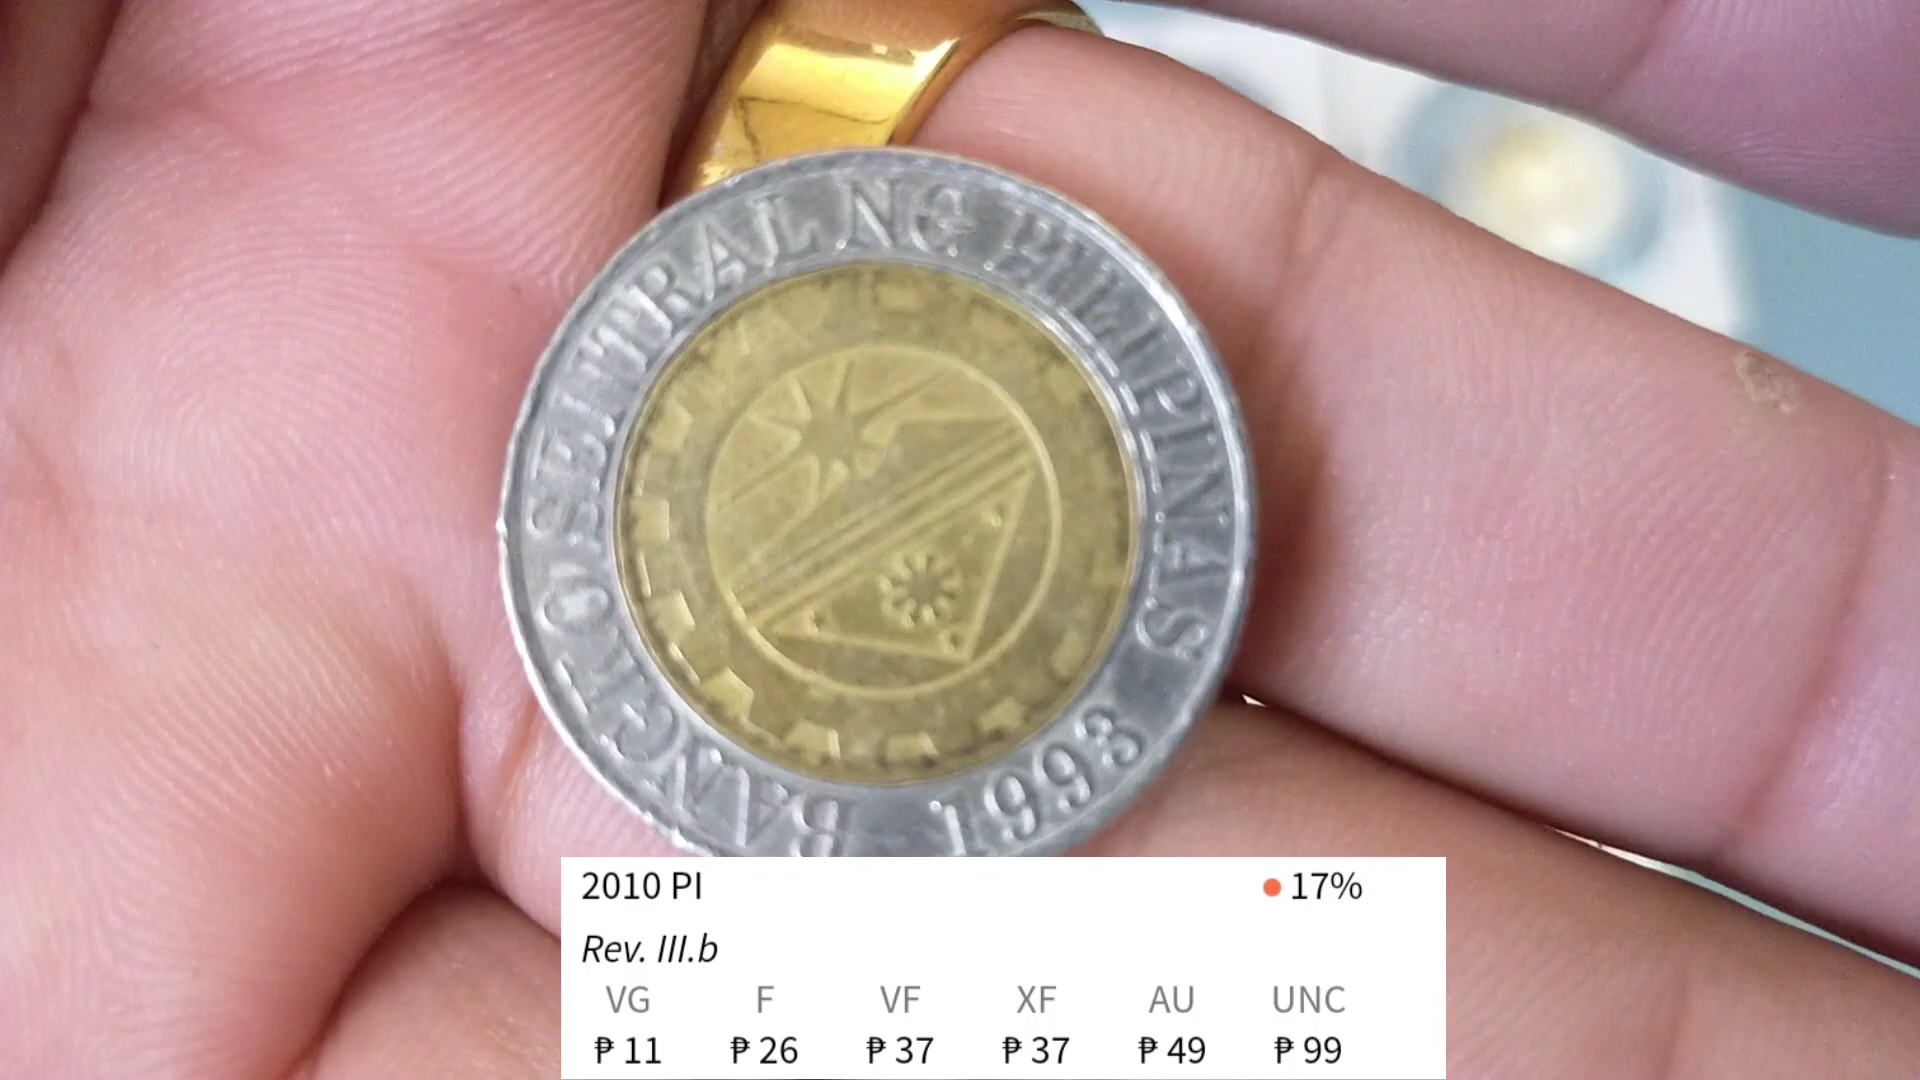 BANGKO SENTRAL NG PILIPINAS
1993
2010 PI 17%
Rev. III.b
VG F VF XF AU UNC
₱ 11 ₱ 26 ₱ 37 ₱ 37 ₱ 49 ₱ 99